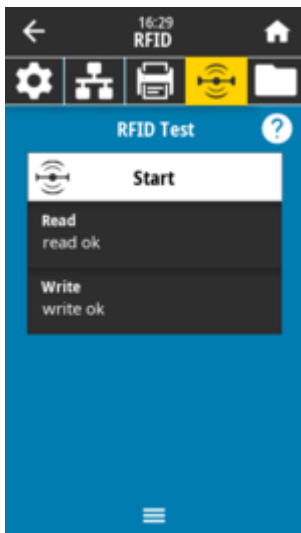 16:29
RFID
RFID Test
?
Start
Read
read ok
Write
write ok